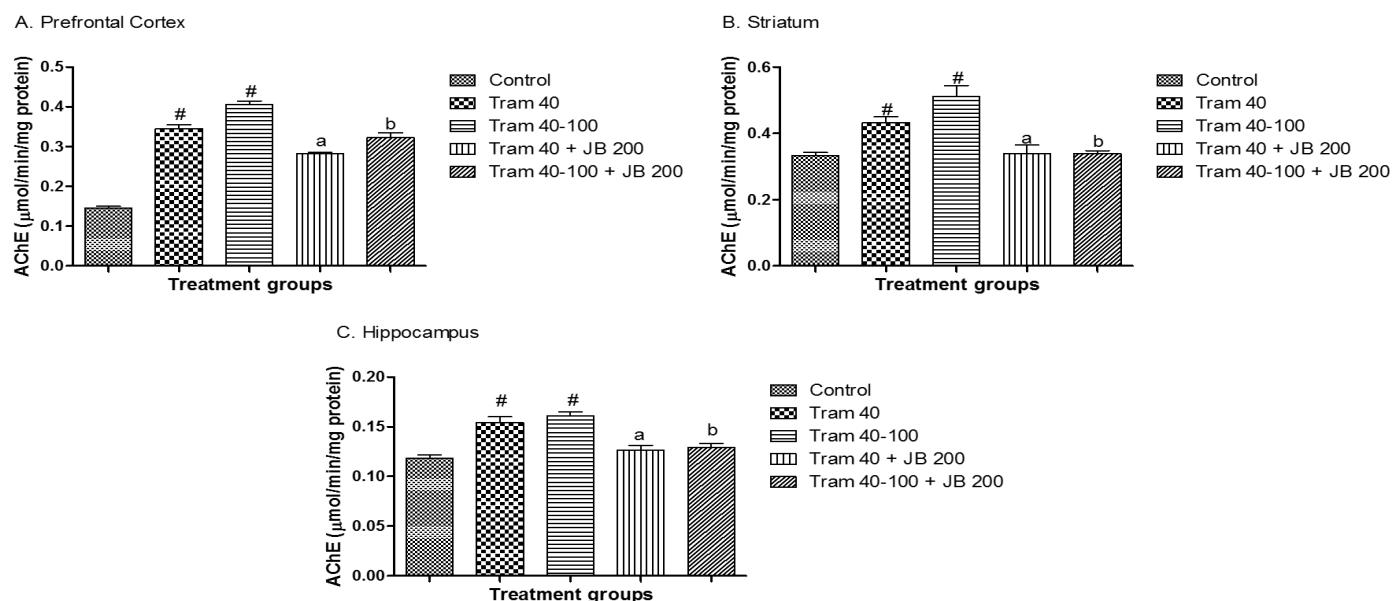 A. Prefrontal Cortex
AChE (μmol/min/mg protein)
0.5
0.4
0.3
0.2
0.1
0.0
#
#
a
b
Treatment groups
Control
Tram 40
Tram 40-100
Tram 40 + JB 200
Tram 40-100 + JB 200
B. Striatum
AChE (μmol/min/mg protein)
0.6
0.4
0.2
0.0
#
#
a
b
Treatment groups
Control
Tram 40
Tram 40-100
Tram 40 + JB 200
Tram 40-100 + JB 200
C. Hippocampus
AChE (μmol/min/mg protein)
0.20
0.15
0.10
0.05
0.00
#
#
a
b
Treatment groups
Control
Tram 40
Tram 40-100
Tram 40 + JB 200
Tram 40-100 + JB 200